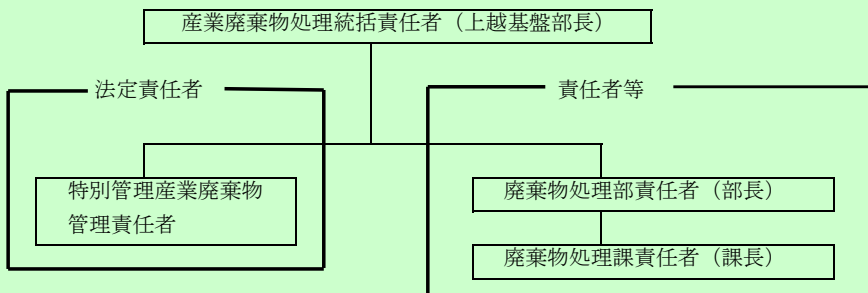 産業廃棄物処理統括責任者（上越基盤部長）
法定責任者
責任者等
特別管理産業廃棄物
管理責任者
廃棄物処理部責任者（部長）
廃棄物処理課責任者（課長）